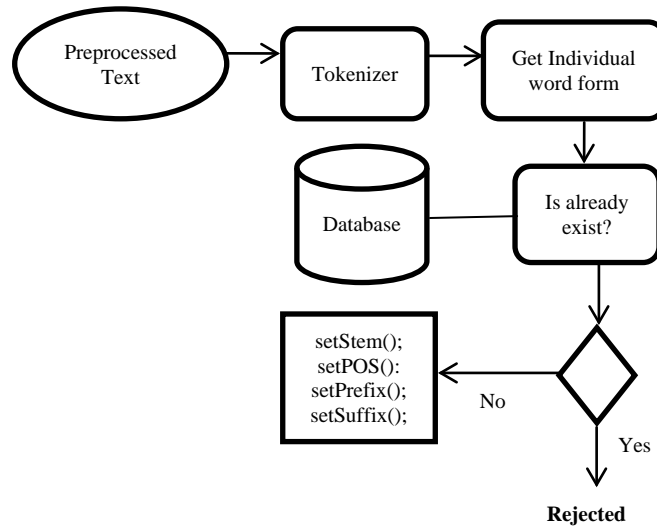 Preprocessed
Text
Tokenizer
Get Individual
word form
Database
Is already
exist?
setStem();
setPOS():
setPrefix();
setSuffix();
No
Yes
Rejected